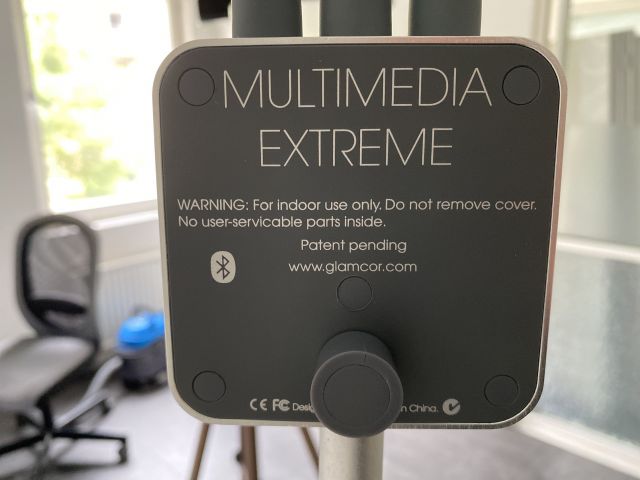 MULTIMEDIA
EXTREME
WARNING: For indoor use only. Do not remove cover.
No user-servicable parts inside.
Patent pending
www.glamcor.com
CE FC China.